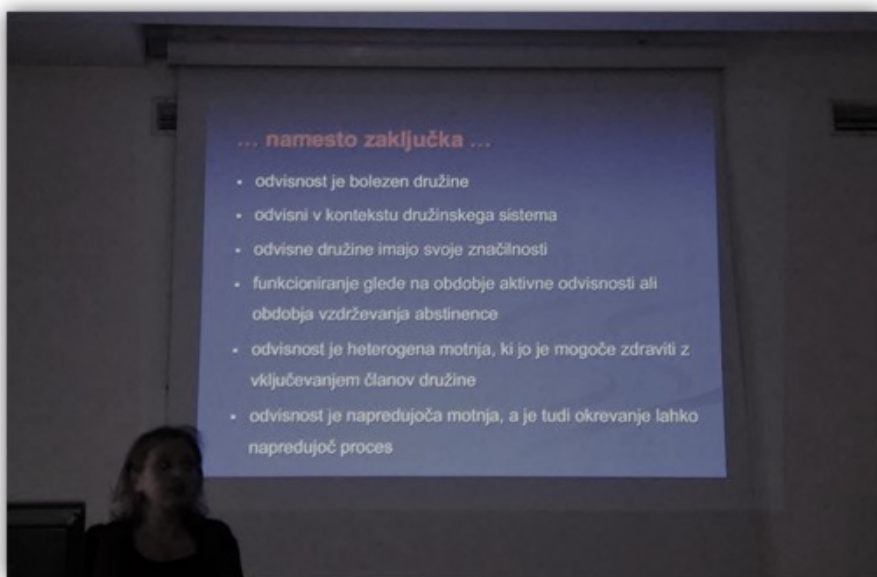 ... namesto zaključka ...
• odvisnost je bolezen družine
• odvisni v kontekstu družinskega sistema
• odvisne družine imajo svoje značilnosti
• funkcioniranje glede na obdobje aktivne odvisnosti ali
obdobja vzdrževanja abstinence
• odvisnost je heterogena motnja, ki jo je mogoče zdraviti z
vključevanjem članov družine
• odvisnost je napredujoča motnja, a je tudi okrevanje lahko
napredujoč proces